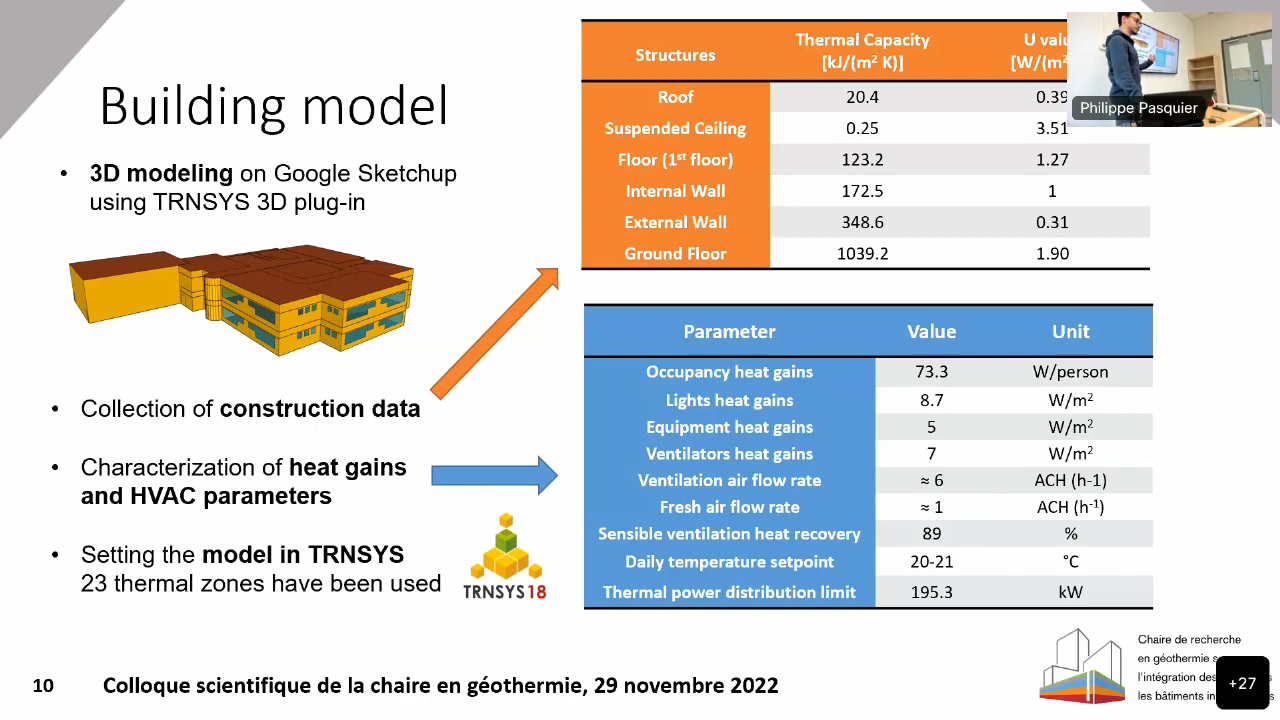 Building model
• 3D modeling on Google Sketchup
using TRNSYS 3D plug-in
• Collection of construction data
• Characterization of heat gains
and HVAC parameters
• Setting the model in TRNSYS
23 thermal zones have been used
TRNSYS 18
Structures Thermal Capacity [kJ/(m² K)] U [W/(m²
Roof 20.4 0.39
Suspended Ceiling 0.25 3.51
Floor (1st floor) 123.2 1.27
Internal Wall 172.5 1
External Wall 348.6 0.31
Ground Floor 1039.2 1.90
Philippe Pasquier
Parameter Value Unit
Occupancy heat gains 73.3 W/person
Lights heat gains 8.7 W/m²
Equipment heat gains 5 W/m²
Ventilators heat gains 7 W/m²
Ventilation air flow rate ≈ 6 ACH (h-1)
Fresh air flow rate ≈ 1 ACH (h⁻¹)
Sensible ventilation heat recovery 89 %
Daily temperature setpoint 20-21 °C
Thermal power distribution limit 195.3 kW
Chaire de recherche
en géothermie
l'intégration des
les bâtiments
+27
10 Colloque scientifique de la chaire en géothermie, 29 novembre 2022